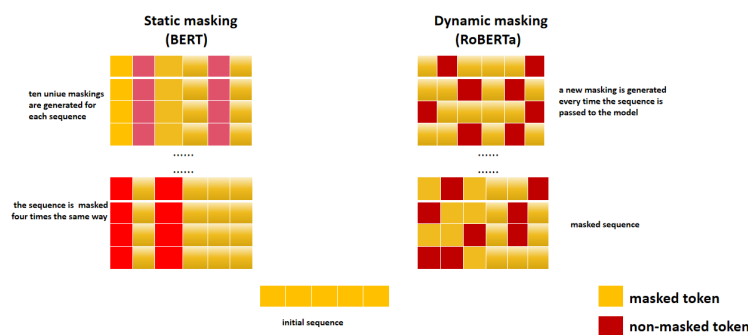 Static masking
(BERT)
Dynamic masking
(RoBERTa)
ten uniue maskings
are generated for
each sequence
a new masking is generated
every time the sequence is
passed to the model
......
......
......
......
the sequence is masked
four times the same way
masked sequence
initial sequence
masked token
non-masked token